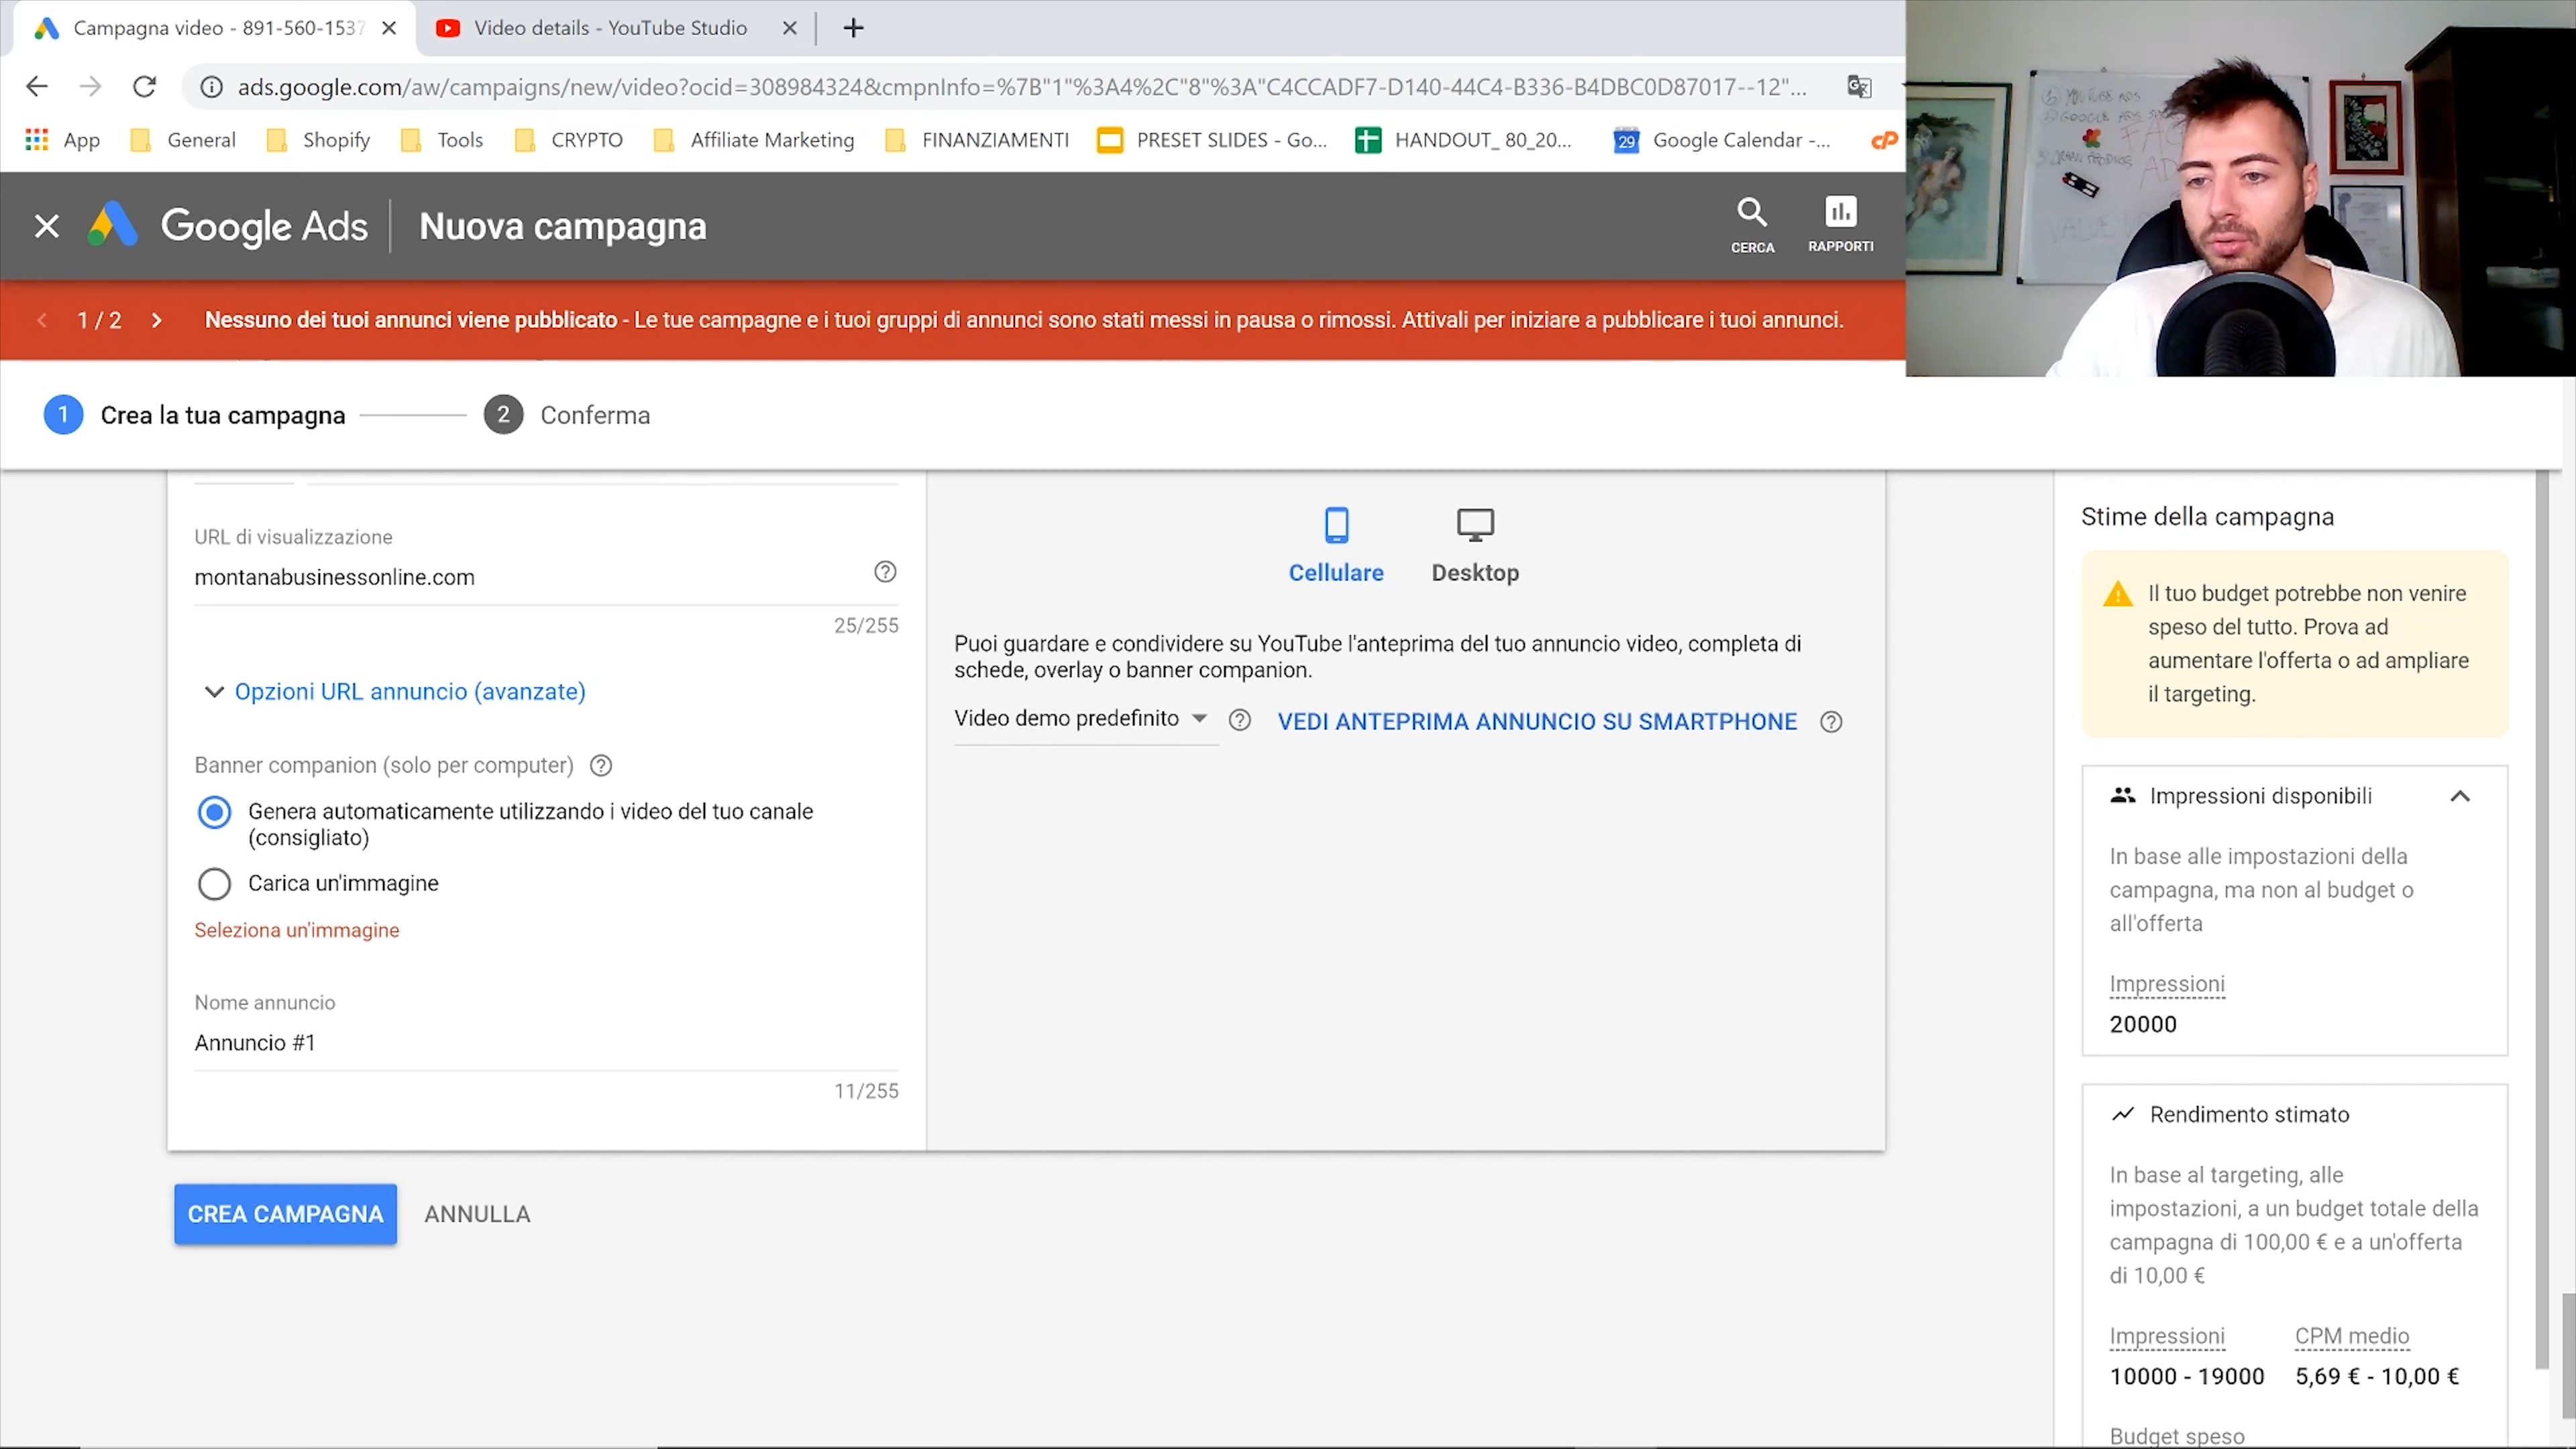 Campagna video - 891-560-1537
Video details - YouTube Studio
ads.google.com/aw/campaigns/new/video?ocid=308984324&cmpnInfo=%7B"1"%3A4%2C"8"%3A"C4CCADF7-D140-44C4-B336-B4DBC0D87017--12"...
App General Shopify Tools CRYPTO Affiliate Marketing FINANZIAMENTI PRESET SLIDES - Go... HANDOUT_ 80_20... 29 Google Calendar -... cP
Google Ads Nuova campagna
CERCA RAPPORTI
1 / 2 Nessuno dei tuoi annunci viene pubblicato - Le tue campagne e i tuoi gruppi di annunci sono stati messi in pausa o rimossi. Attivali per iniziare a pubblicare i tuoi annunci.
1 Crea la tua campagna 2 Conferma
URL di visualizzazione
montanabusinessonline.com
25/255
Opzioni URL annuncio (avanzate)
Banner companion (solo per computer)
Genera automaticamente utilizzando i video del tuo canale
(consigliato)
Carica un'immagine
Seleziona un'immagine
Nome annuncio
Annuncio #1
11/255
CREA CAMPAGNA ANNULLA
Cellulare Desktop
Puoi guardare e condividere su YouTube l'anteprima del tuo annuncio video, completa di
schede, overlay o banner companion.
Video demo predefinito VEDI ANTEPRIMA ANNUNCIO SU SMARTPHONE
Stime della campagna
Il tuo budget potrebbe non venire
speso del tutto. Prova ad
aumentare l'offerta o ad ampliare
il targeting.
Impressioni disponibili
In base alle impostazioni della
campagna, ma non al budget o
all'offerta
Impressioni
20000
Rendimento stimato
In base al targeting, alle
impostazioni, a un budget totale della
campagna di 100,00 € e a un'offerta
di 10,00 €
Impressioni CPM medio
10000 - 19000 5,69 € - 10,00 €
Budget speso